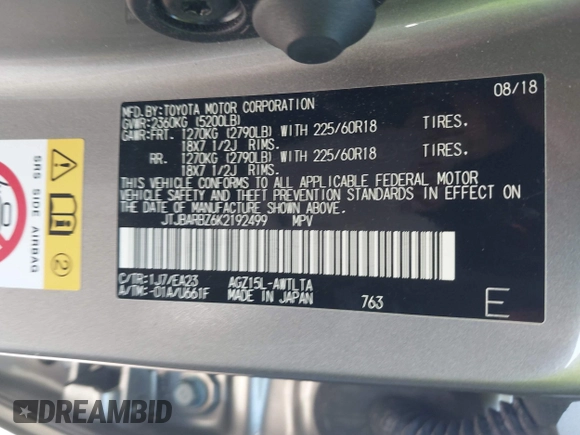 08/18
MFD.BY:TOYOTA MOTOR CORPORATION
GVWR:2360KG (5200LB)
GAWR:FRT. 1270KG (2790LB) WITH 225/60R18 TIRES.
18X7 1/2J RIMS.
RR. 1270KG (2790LB) WITH 225/60R18 TIRES.
18X7 1/2J RIMS.
THIS VEHICLE CONFORMS TO ALL APPLICABLE FEDERAL MOTOR
VEHICLE SAFETY AND THEFT PREVENTION STANDARDS IN EFFECT ON
THE DATE OF MANUFACTURE SHOWN ABOVE.
JTJBARBZ6K2192499 MPV
C/TR:1J7/EA23 AGZ15L-AWTLTA
A/TM:-01A/U661F MADE IN JAPAN 763 E
SRS SIDE AIRBAG
2
DREAMBID